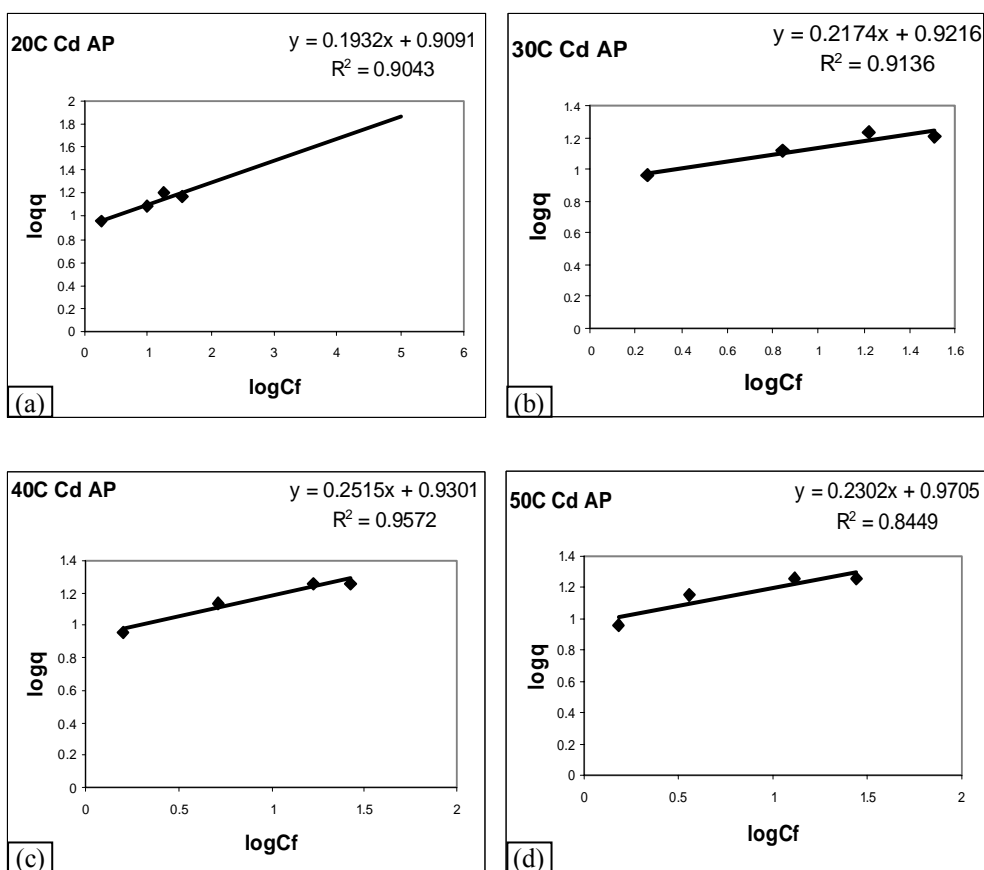 20C Cd AP
y = 0.1932x + 0.9091
R² = 0.9043
2
1.8
1.6
1.4
1.2
1
0.8
0.6
0.4
0.2
0
0 1 2 3 4 5 6
loqq
logCf
(a)
30C Cd AP
y = 0.2174x + 0.9216
R² = 0.9136
1.4
1.2
1
0.8
0.6
0.4
0.2
0
0 0.2 0.4 0.6 0.8 1 1.2 1.4 1.6
logq
logCf
(b)
40C Cd AP
y = 0.2515x + 0.9301
R² = 0.9572
1.4
1.2
1
0.8
0.6
0.4
0.2
0
0 0.5 1 1.5 2
logq
logCf
(c)
50C Cd AP
y = 0.2302x + 0.9705
R² = 0.8449
1.4
1.2
1
0.8
0.6
0.4
0.2
0
0 0.5 1 1.5 2
logq
logCf
(d)